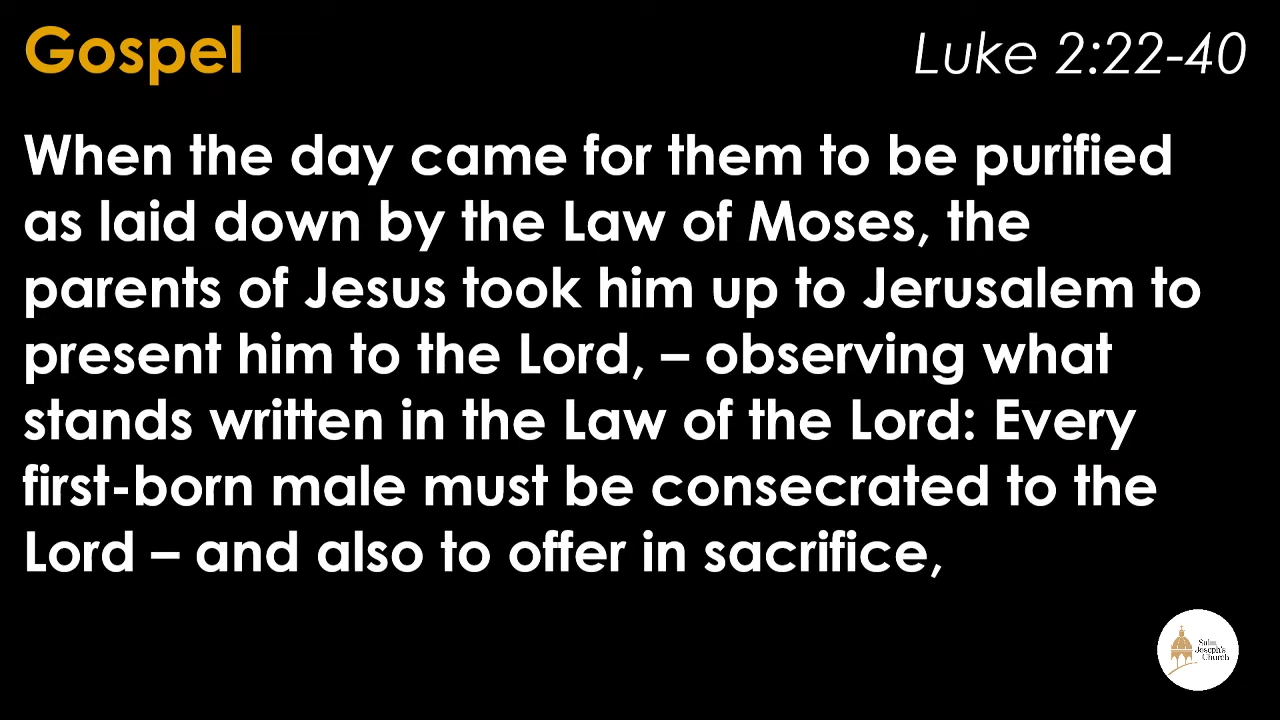 Gospel
Luke 2:22-40
When the day came for them to be purified
as laid down by the Law of Moses, the
parents of Jesus took him up to Jerusalem to
present him to the Lord, – observing what
stands written in the Law of the Lord: Every
first-born male must be consecrated to the
Lord – and also to offer in sacrifice,
Joseph's
Church